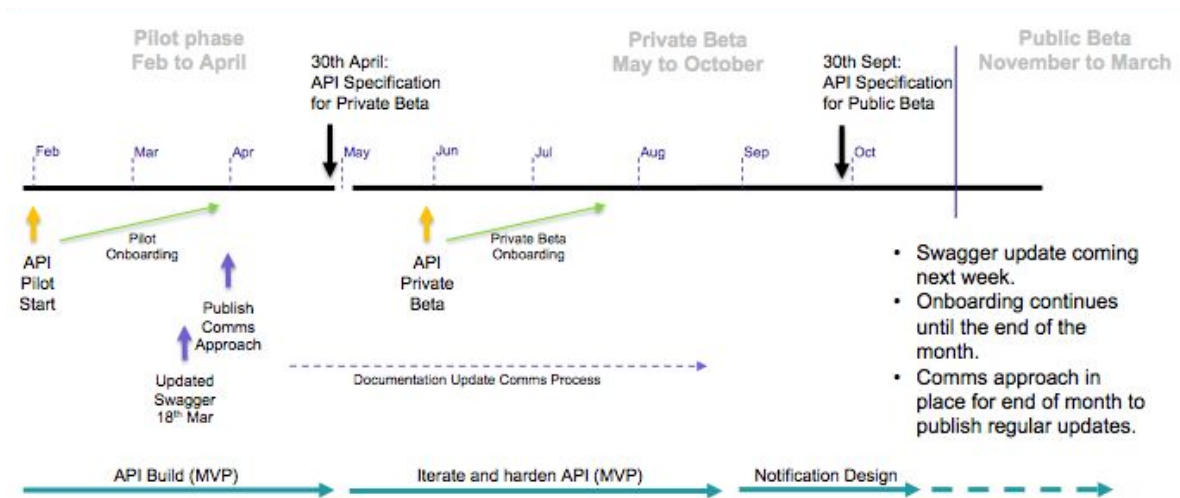 Pilot phase
Feb to April
Private Beta
May to October
Public Beta
November to March
30th April:
API Specification
for Private Beta
30th Sept:
API Specification
for Public Beta
Feb
Mar
Apr
May
Jun
Jul
Aug
Sep
Oct
Pilot
Onboarding
Private Beta
Onboarding
API
Pilot
Start
API
Private
Beta
Publish
Comms
Approach
Updated
Swagger
18th Mar
Documentation Update Comms Process
• Swagger update coming
next week.
• Onboarding continues
until the end of the
month.
• Comms approach in
place for end of month to
publish regular updates.
API Build (MVP)
Iterate and harden API (MVP)
Notification Design